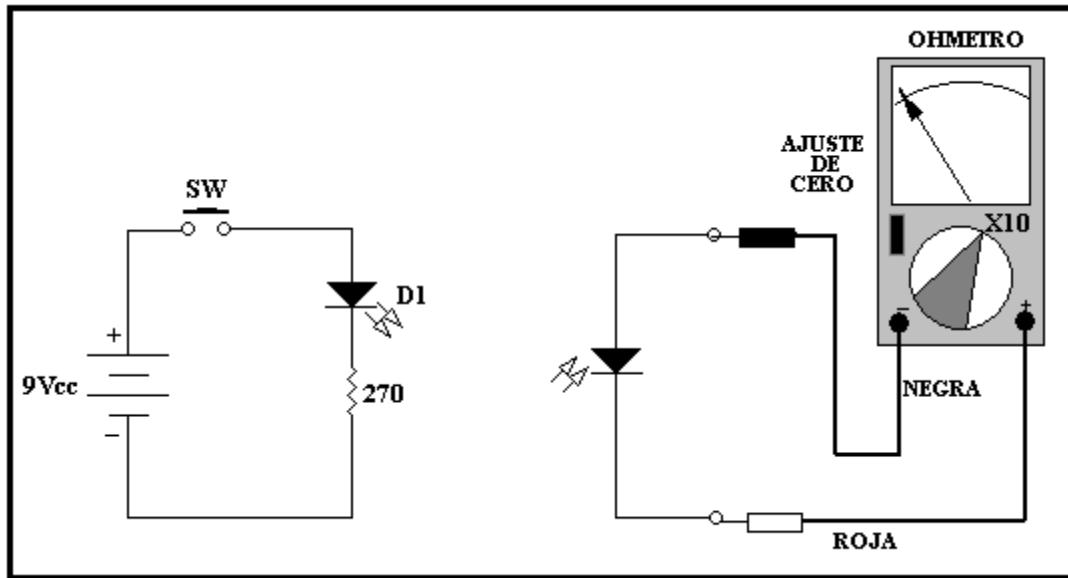 OHMETRO
AJUSTE
DE
CERO
SW
X10
D1
+
9Vcc
270
−
− +
NEGRA
ROJA